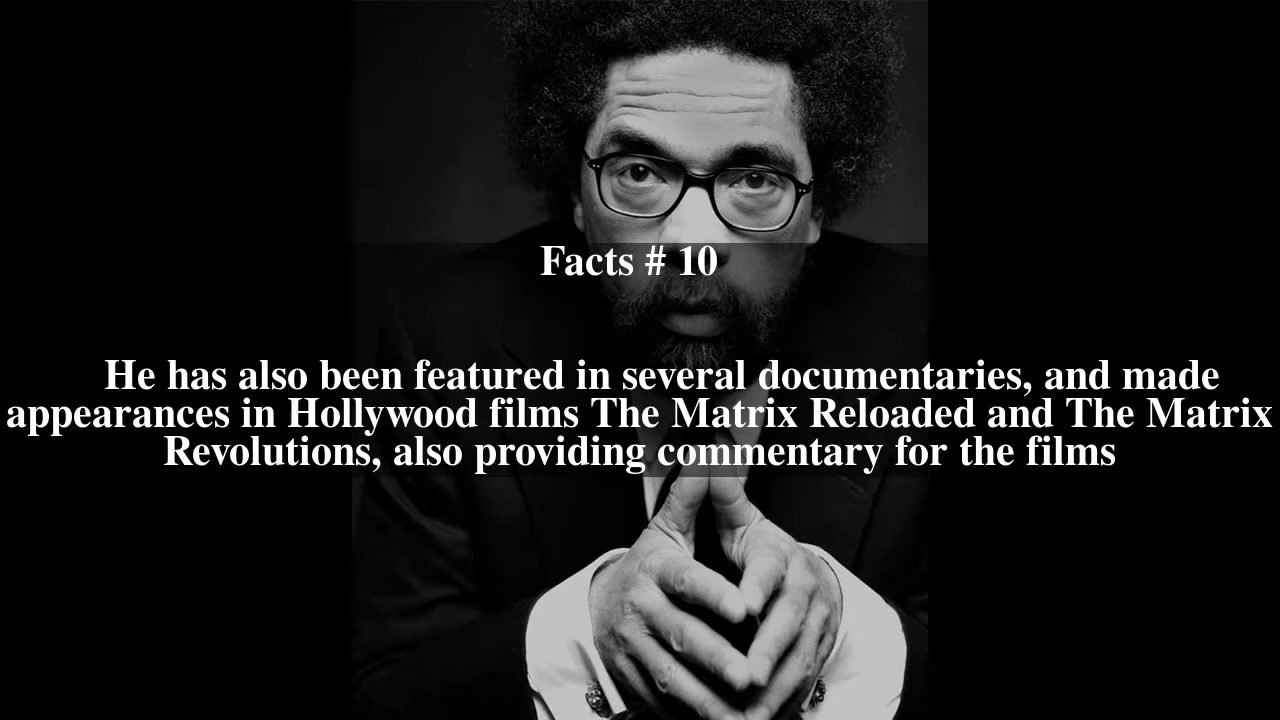 Facts # 10
He has also been featured in several documentaries, and made
appearances in Hollywood films The Matrix Reloaded and The Matrix
Revolutions, also providing commentary for the films